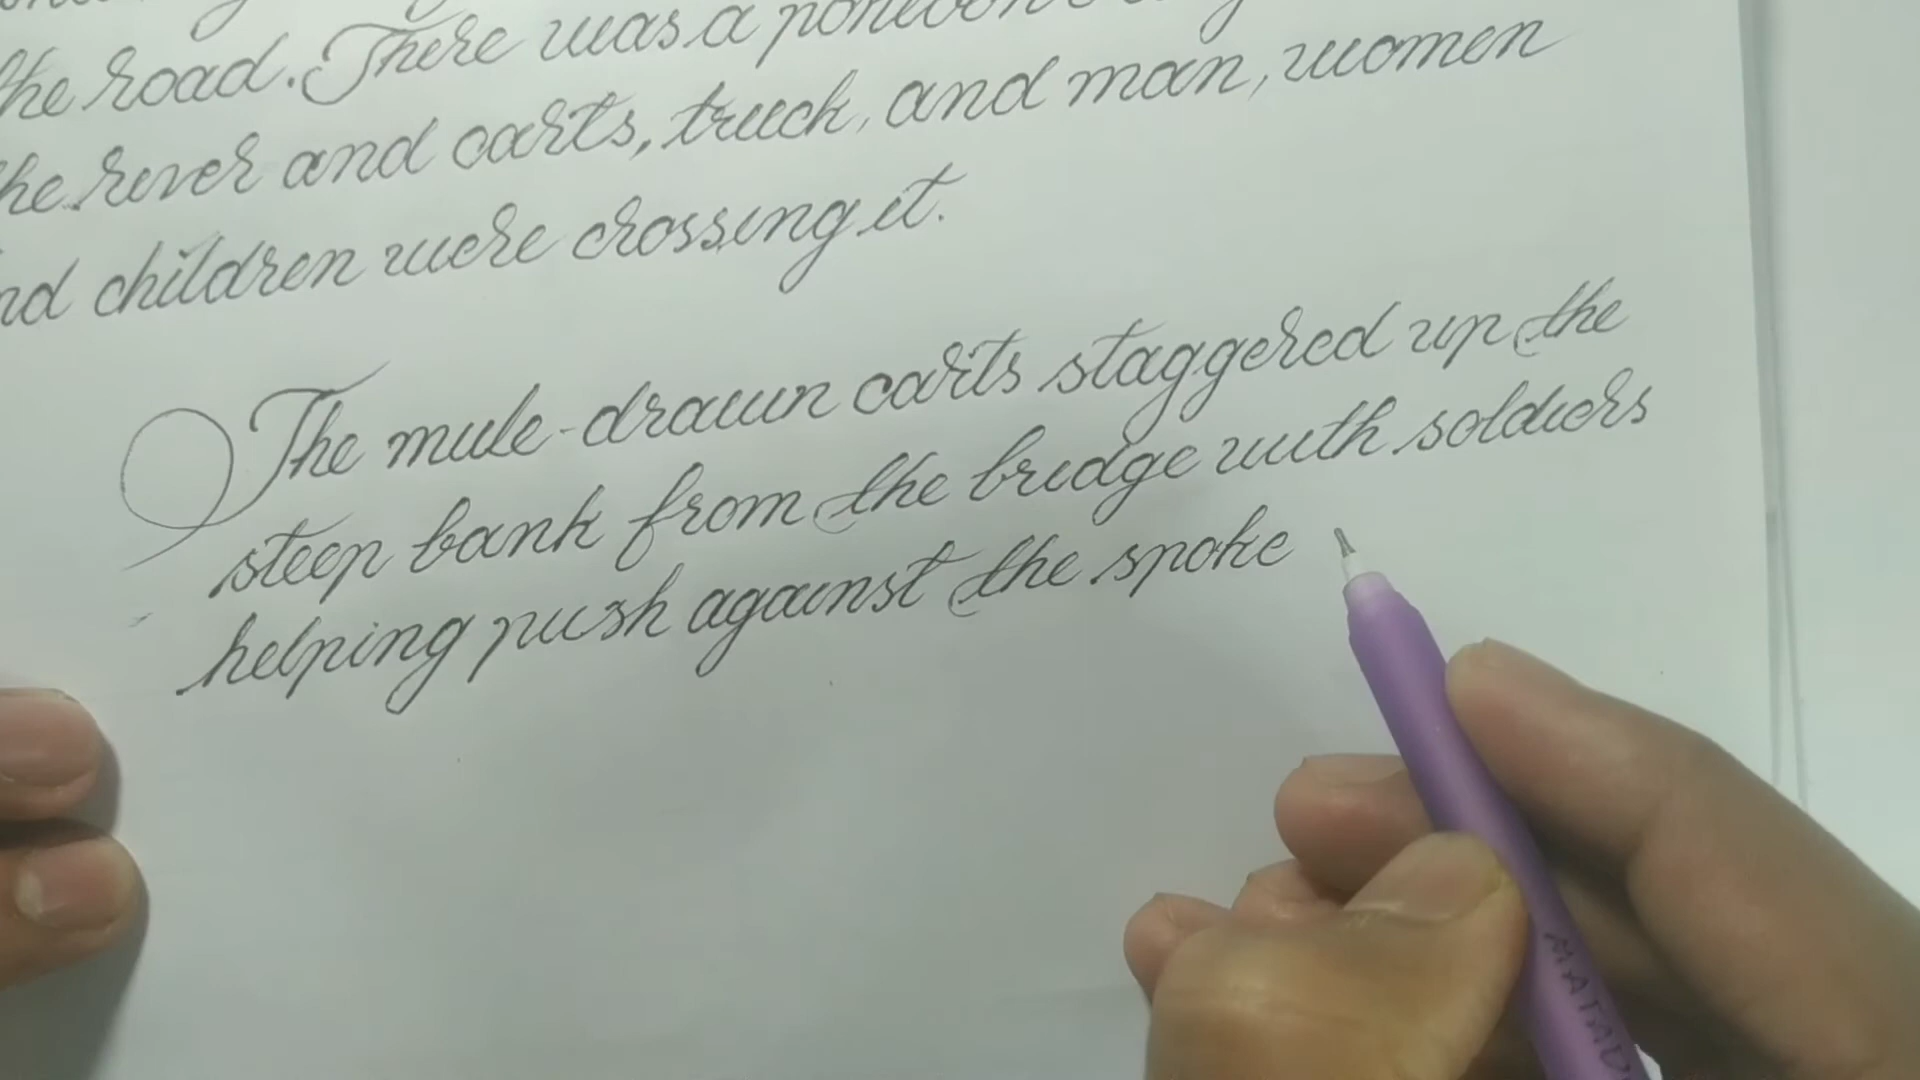 the road. There was a pontoon
the river and carts, truck, and man, women
and children were crossing it.
The mule-drawn carts staggered up the
steep bank from the bridge with soldiers
helping push against the spoke